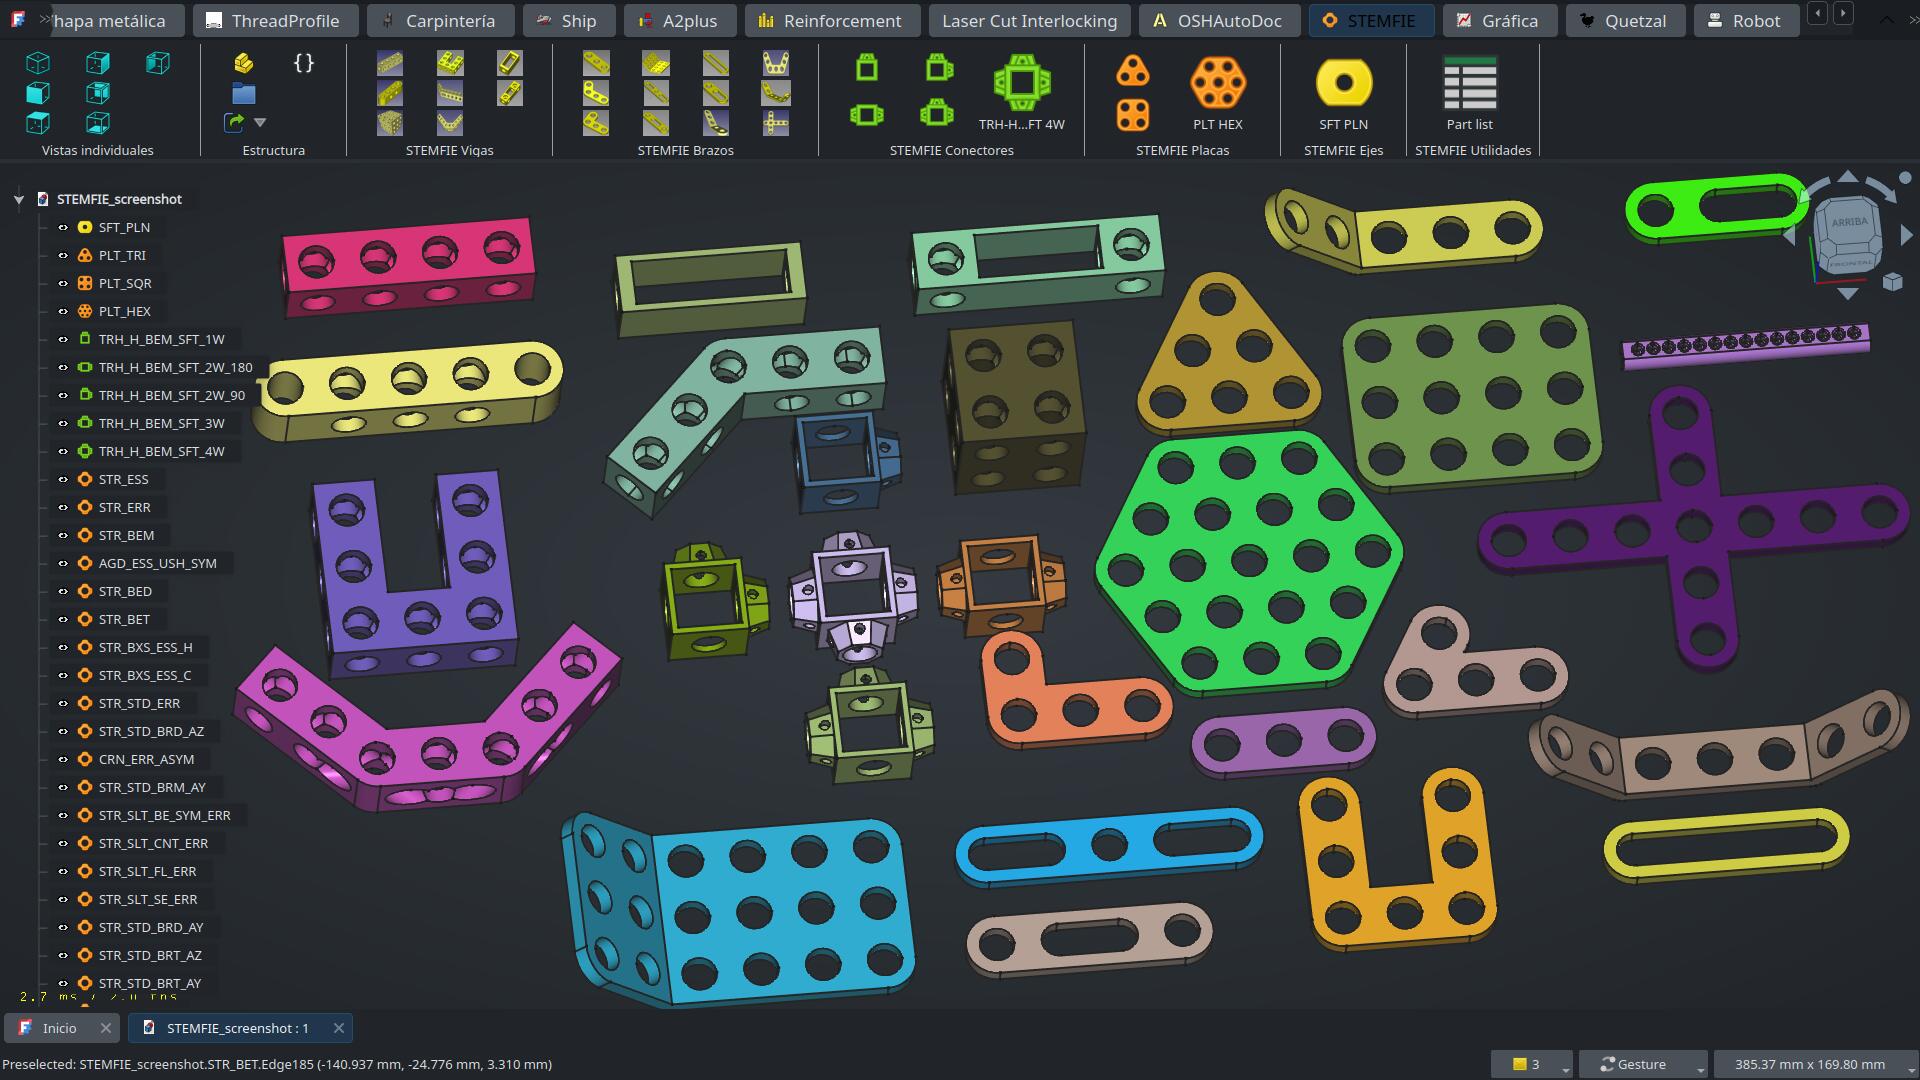 hapa metálica
ThreadProfile
Carpintería
Ship
A2plus
Reinforcement
Laser Cut Interlocking
OSHAutoDoc
STEMFIE
Gráfica
Quetzal
Robot
TRH-H...FT 4W
PLT HEX
SFT PLN
Part list
Vistas individuales
Estructura
STEMFIE Vigas
STEMFIE Brazos
STEMFIE Conectores
STEMFIE Placas
STEMFIE Ejes
STEMFIE Utilidades
ARRIBA
FRONTAL
STEMFIE_screenshot
SFT_PLN
PLT_TRI
PLT_SQR
PLT_HEX
TRH_H_BEM_SFT_1W
TRH_H_BEM_SFT_2W_180
TRH_H_BEM_SFT_2W_90
TRH_H_BEM_SFT_3W
TRH_H_BEM_SFT_4W
STR_ESS
STR_ERR
STR_BEM
AGD_ESS_USH_SYM
STR_BED
STR_BET
STR_BXS_ESS_H
STR_BXS_ESS_C
STR_STD_ERR
STR_STD_BRD_AZ
CRN_ERR_ASYM
STR_STD_BRM_AY
STR_SLT_BE_SYM_ERR
STR_SLT_CNT_ERR
STR_SLT_FL_ERR
STR_SLT_SE_ERR
STR_STD_BRD_AY
STR_STD_BRT_AZ
STR_STD_BRT_AY
2.7 ms /
Inicio
STEMFIE_screenshot : 1
Preselected: STEMFIE_screenshot.STR_BET.Edge185 (-140.937 mm, -24.776 mm, 3.310 mm)
3
Gesture
385.37 mm x 169.80 mm